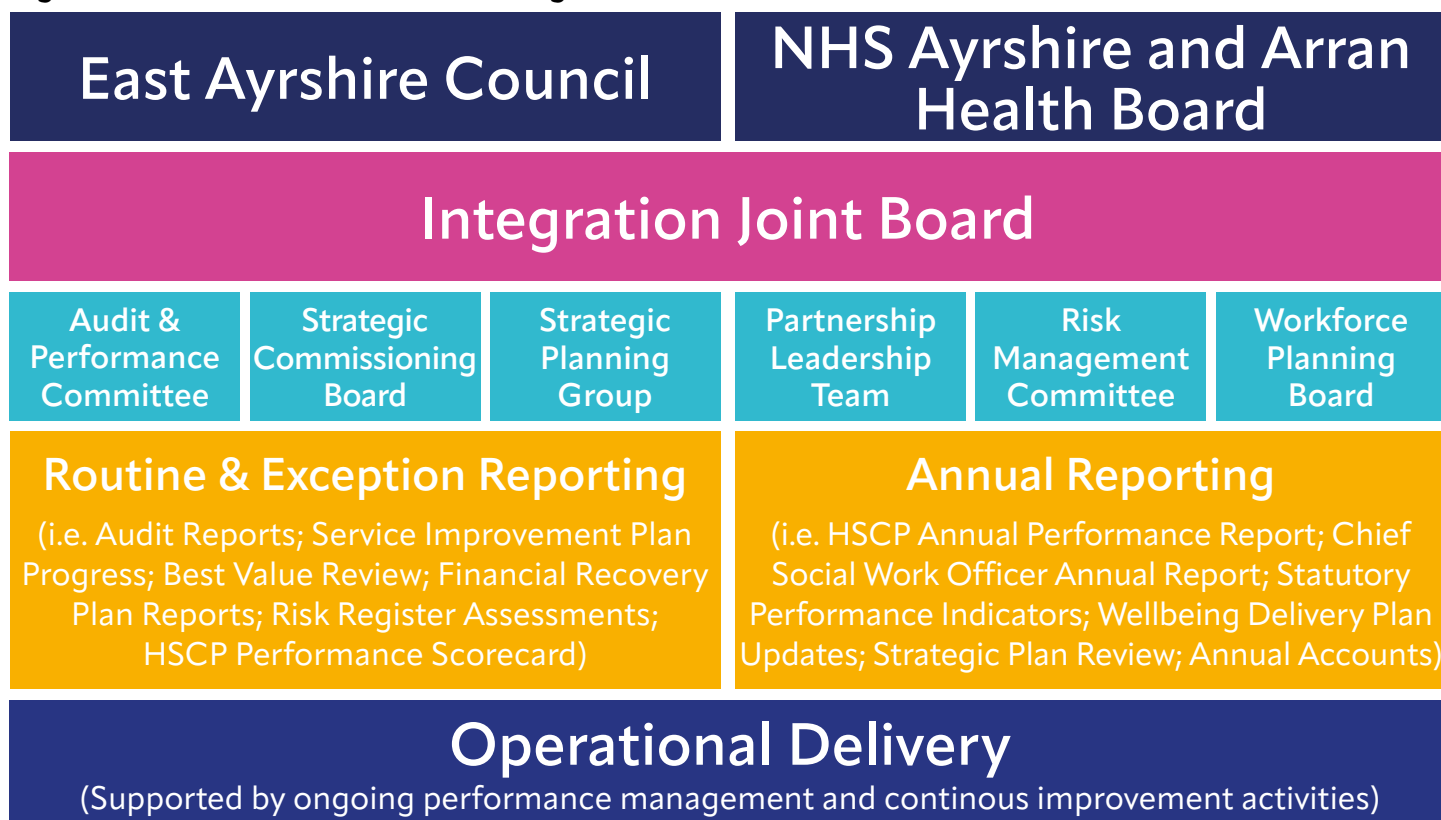 East Ayrshire Council
NHS Ayrshire and Arran
Health Board
Integration Joint Board
Audit &
Performance
Committee
Strategic
Commissioning
Board
Strategic
Planning
Group
Partnership
Leadership
Team
Risk
Management
Committee
Workforce
Planning
Board
Routine & Exception Reporting
(i.e. Audit Reports; Service Improvement Plan
Progress; Best Value Review; Financial Recovery
Plan Reports; Risk Register Assessments;
HSCP Performance Scorecard)
Annual Reporting
(i.e. HSCP Annual Performance Report; Chief
Social Work Officer Annual Report; Statutory
Performance Indicators; Wellbeing Delivery Plan
Updates; Strategic Plan Review; Annual Accounts)
Operational Delivery
(Supported by ongoing performance management and continous improvement activities)